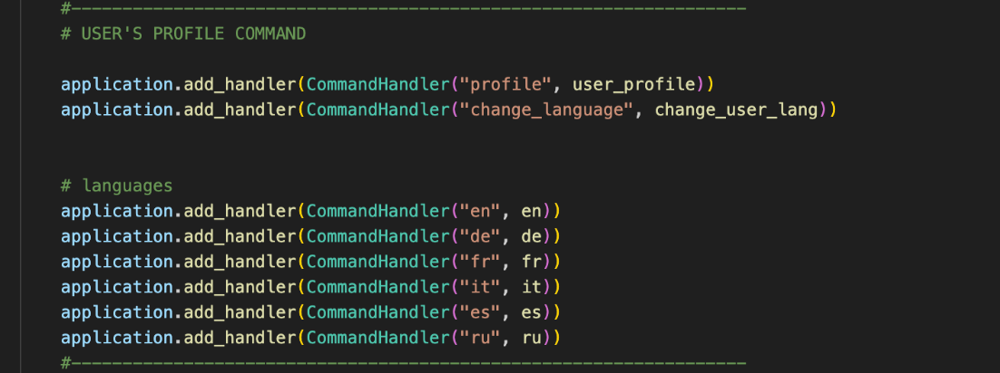 #------------------------------------------------------------------
# USER'S PROFILE COMMAND
application.add_handler(CommandHandler("profile", user_profile))
application.add_handler(CommandHandler("change_language", change_user_lang))
# languages
application.add_handler(CommandHandler("en", en))
application.add_handler(CommandHandler("de", de))
application.add_handler(CommandHandler("fr", fr))
application.add_handler(CommandHandler("it", it))
application.add_handler(CommandHandler("es", es))
application.add_handler(CommandHandler("ru", ru))
#------------------------------------------------------------------